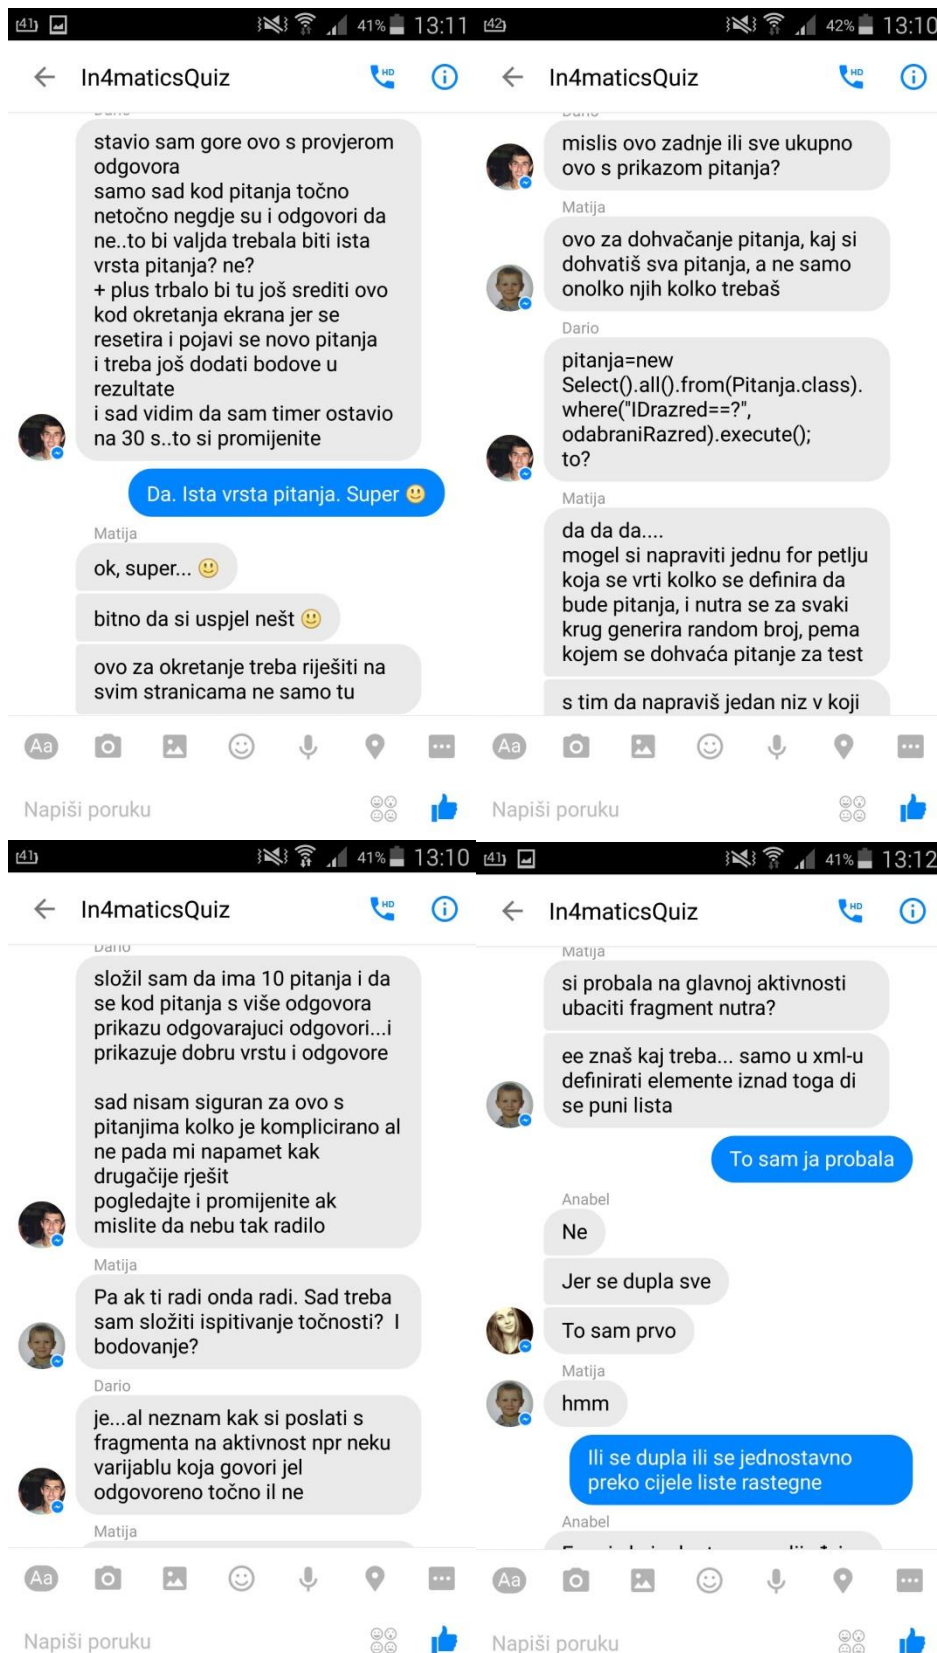 41% 13:11
In4maticsQuiz
HD
stavio sam gore ovo s provjerom
odgovora
samo sad kod pitanja točno
netočno negdje su i odgovori da
ne..to bi valjda trebala biti ista
vrsta pitanja? ne?
+ plus trbalo bi tu još srediti ovo
kod okretanja ekrana jer se
resetira i pojavi se novo pitanja
i treba još dodati bodove u
rezultate
i sad vidim da sam timer ostavio
na 30 s..to si promijenite
Da. Ista vrsta pitanja. Super
Matija
ok, super...
bitno da si uspjel nešt
ovo za okretanje treba riješiti na
svim stranicama ne samo tu
Aa
Napiši poruku
42% 13:10
In4maticsQuiz
HD
mislis ovo zadnje ili sve ukupno
ovo s prikazom pitanja?
Matija
ovo za dohvačanje pitanja, kaj si
dohvatiš sva pitanja, a ne samo
onolko njih kolko trebaš
Dario
pitanja=new
Select().all().from(Pitanja.class).
where("IDrazred==?",
odabraniRazred).execute();
to?
Matija
da da da....
mogel si napraviti jednu for petlju
koja se vrti kolko se definira da
bude pitanja, i nutra se za svaki
krug generira random broj, pema
kojem se dohvaća pitanje za test
s tim da napraviš jedan niz v koji
Aa
Napiši poruku
41% 13:10
In4maticsQuiz
HD
Dario
složil sam da ima 10 pitanja i da
se kod pitanja s više odgovora
prikazu odgovarajuci odgovori...i
prikazuje dobru vrstu i odgovore
sad nisam siguran za ovo s
pitanjima kolko je komplicirano al
ne pada mi napamet kak
drugačije rješit
pogledajte i promijenite ak
mislite da nebu tak radilo
Matija
Pa ak ti radi onda radi. Sad treba
sam složiti ispitivanje točnosti? I
bodovanje?
Dario
je...al neznam kak si poslati s
fragmenta na aktivnost npr neku
varijablu koja govori jel
odgovoreno točno il ne
Matija
Aa
Napiši poruku
41% 13:12
In4maticsQuiz
HD
Matija
si probala na glavnoj aktivnosti
ubaciti fragment nutra?
ee znaš kaj treba... samo u xml-u
definirati elemente iznad toga di
se puni lista
To sam ja probala
Anabel
Ne
Jer se dupla sve
To sam prvo
Matija
hmm
Ili se dupla ili se jednostavno
preko cijele liste rastegne
Anabel
Aa
Napiši poruku